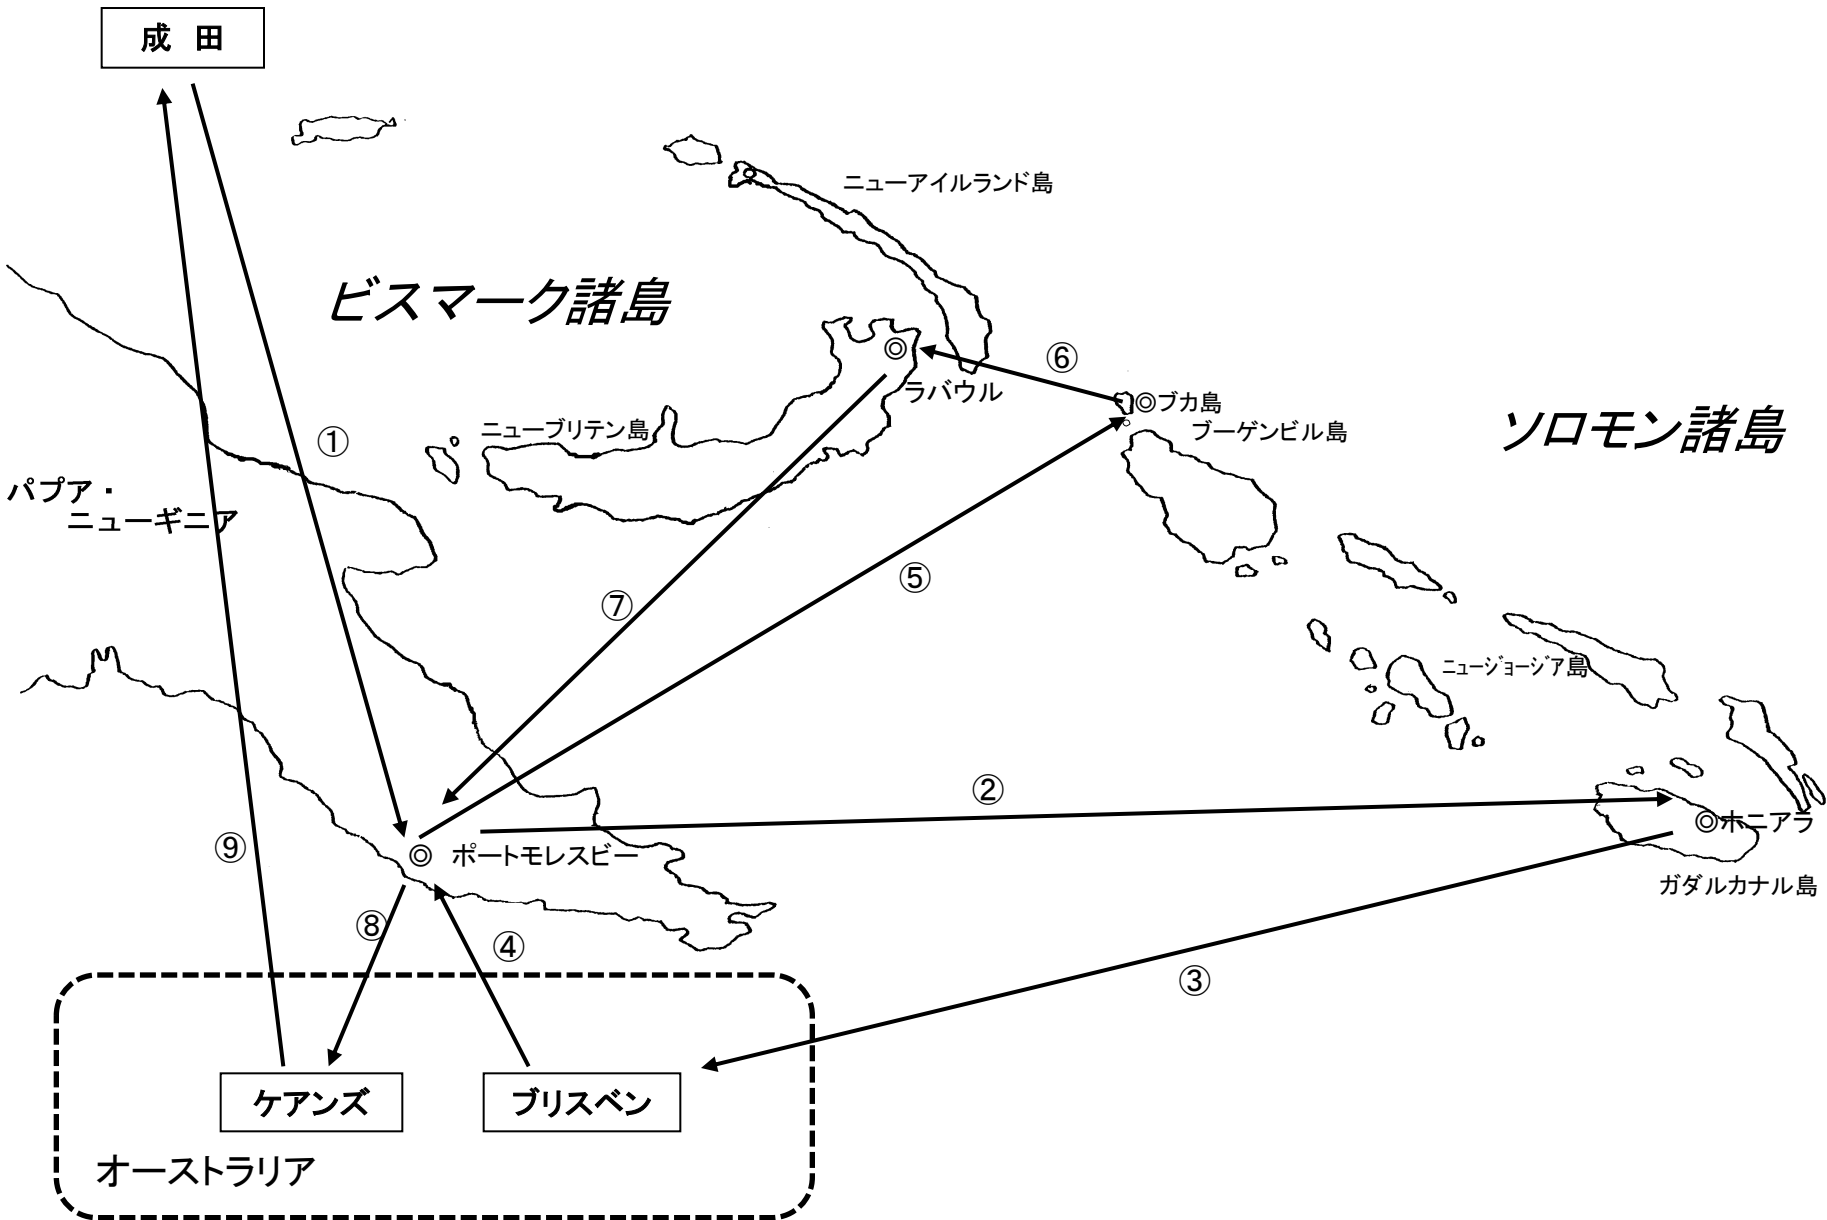 成 田
ニューアイルランド島
ビスマーク諸島
⑥
ラバウル
◎ブカ島
ブーゲンビル島
ソロモン諸島
ニューブリテン島
①
パプア・
ニューギニア
⑤
⑦
ニュージョージア島
②
◎ホニアラ
⑨
◎ ポートモレスビー
ガダルカナル島
⑧
④
③
ケアンズ
ブリスベン
オーストラリア